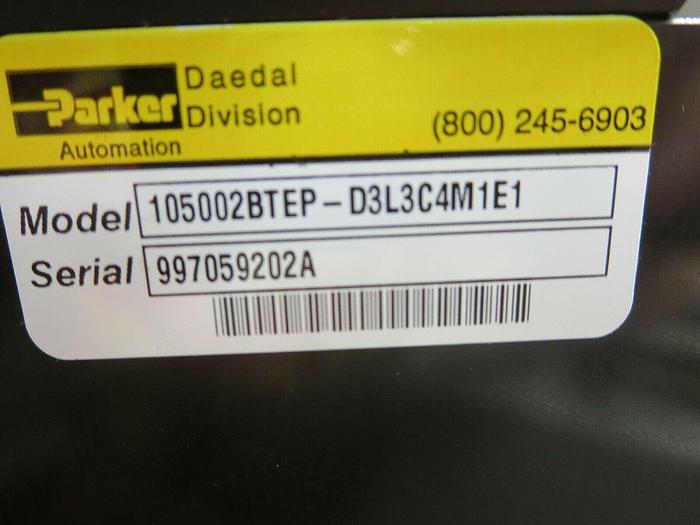 Parker
Automation
Daedal
Division
(800) 245-6903
Model 105002BTEP-D3L3C4M1E1
Serial 997059202A